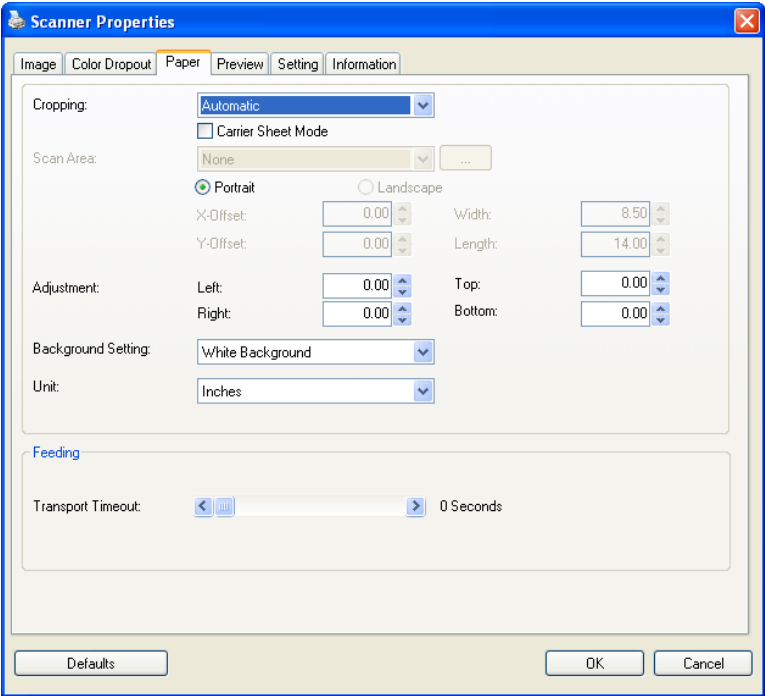 Scanner Properties
Image Color Dropout Paper Preview Setting Information
Cropping: Automatic
Carrier Sheet Mode
Scan Area: None ...
Portrait Landscape
X-Offset: 0.00 Width: 8.50
Y-Offset: 0.00 Length: 14.00
Adjustment: Left: 0.00 Top: 0.00
Right: 0.00 Bottom: 0.00
Background Setting: White Background
Unit: Inches
Feeding
Transport Timeout: 0 Seconds
Defaults OK Cancel